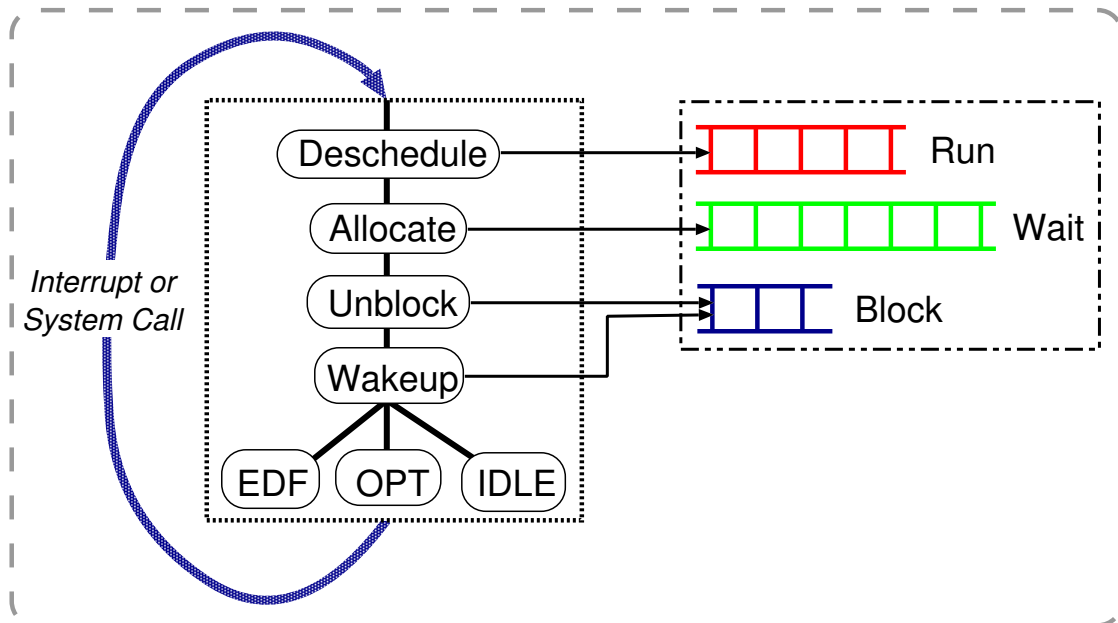 Deschedule
Run
Allocate
Wait
Interrupt or
System Call
Unblock
Block
Wakeup
EDF
OPT
IDLE